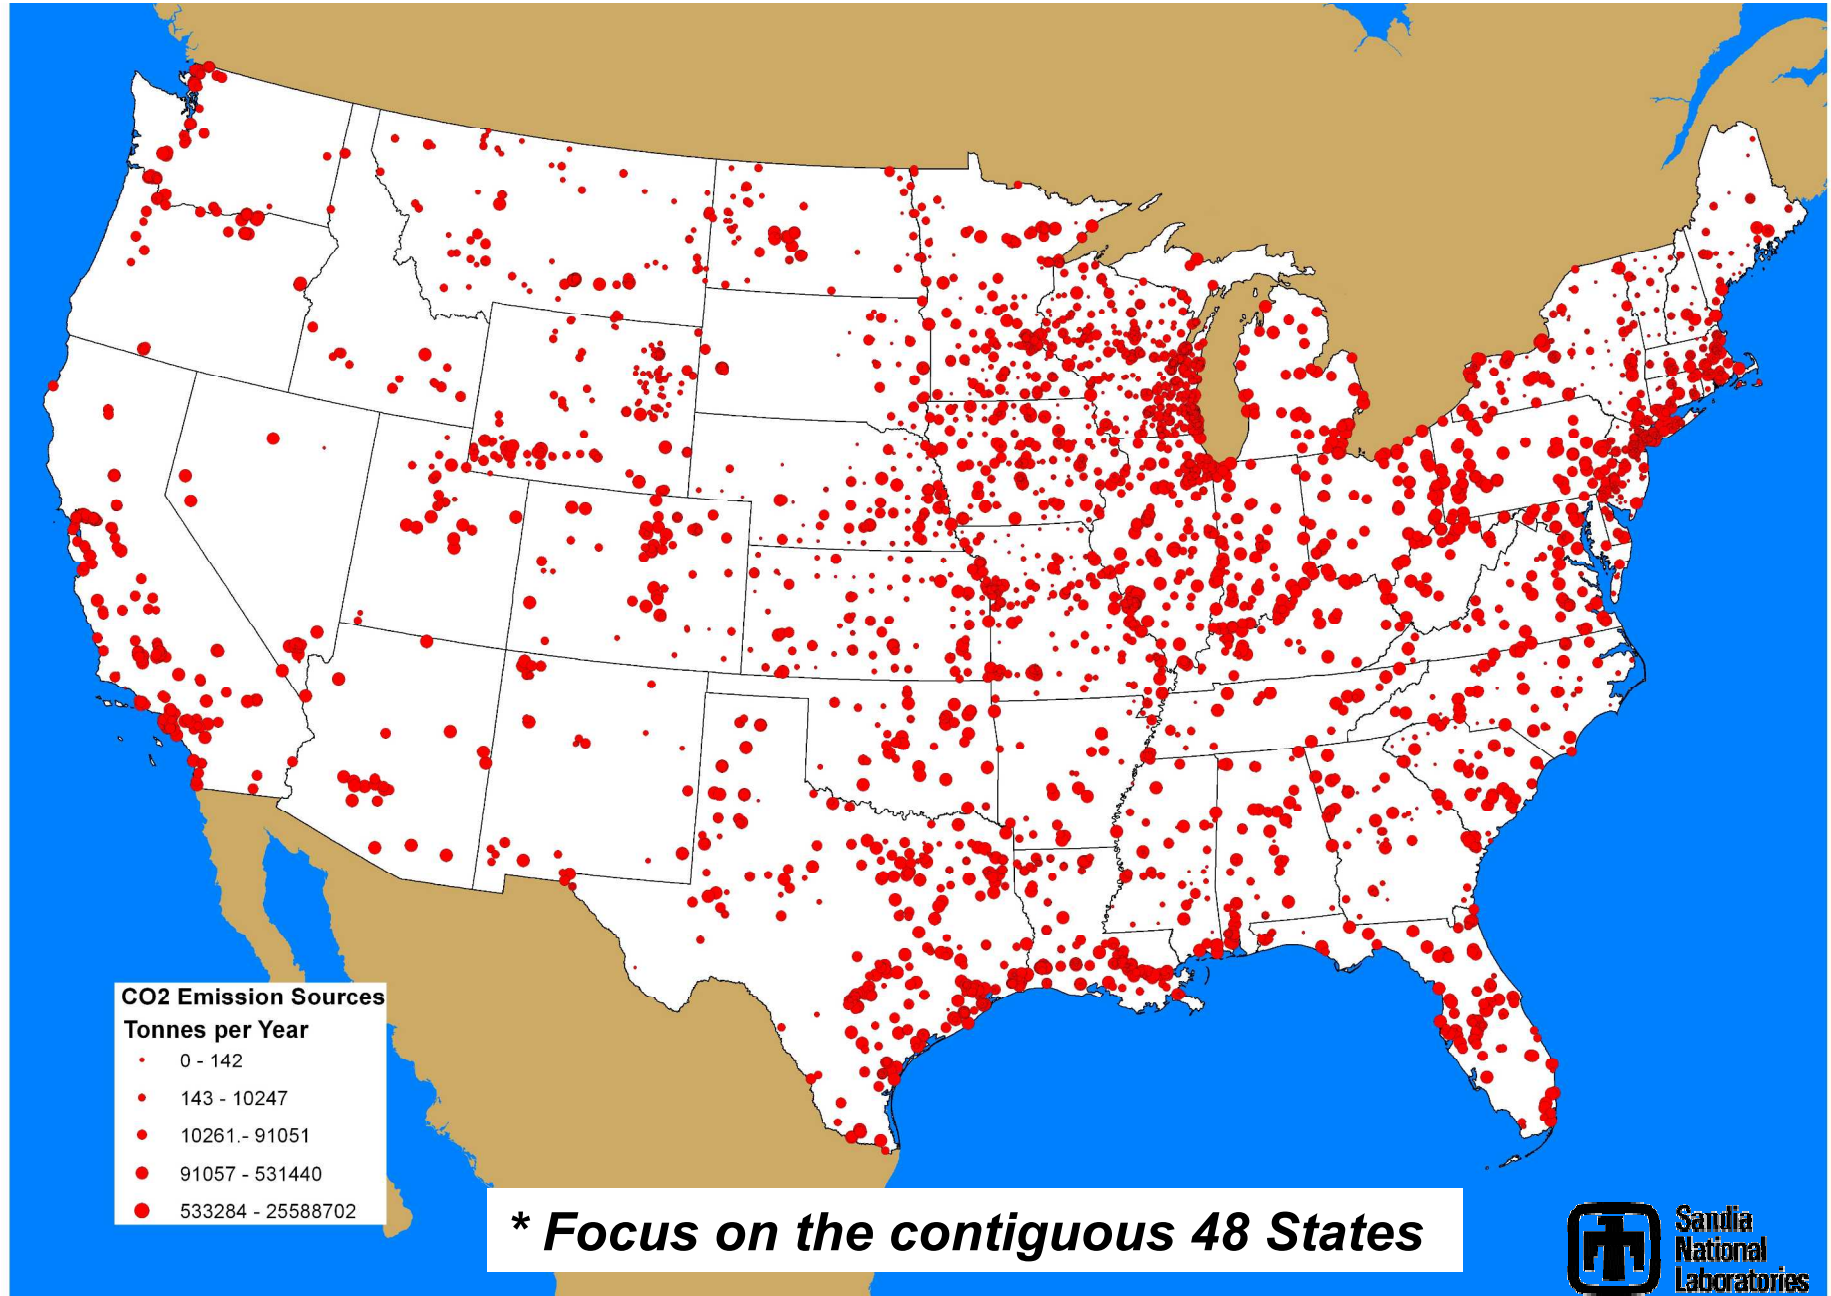 CO2 Emission Sources
Tonnes per Year
0 - 142
143 - 10247
10261.- 91051
91057 - 531440
533284 - 25588702
* Focus on the contiguous 48 States
Sandia
National
Laboratories